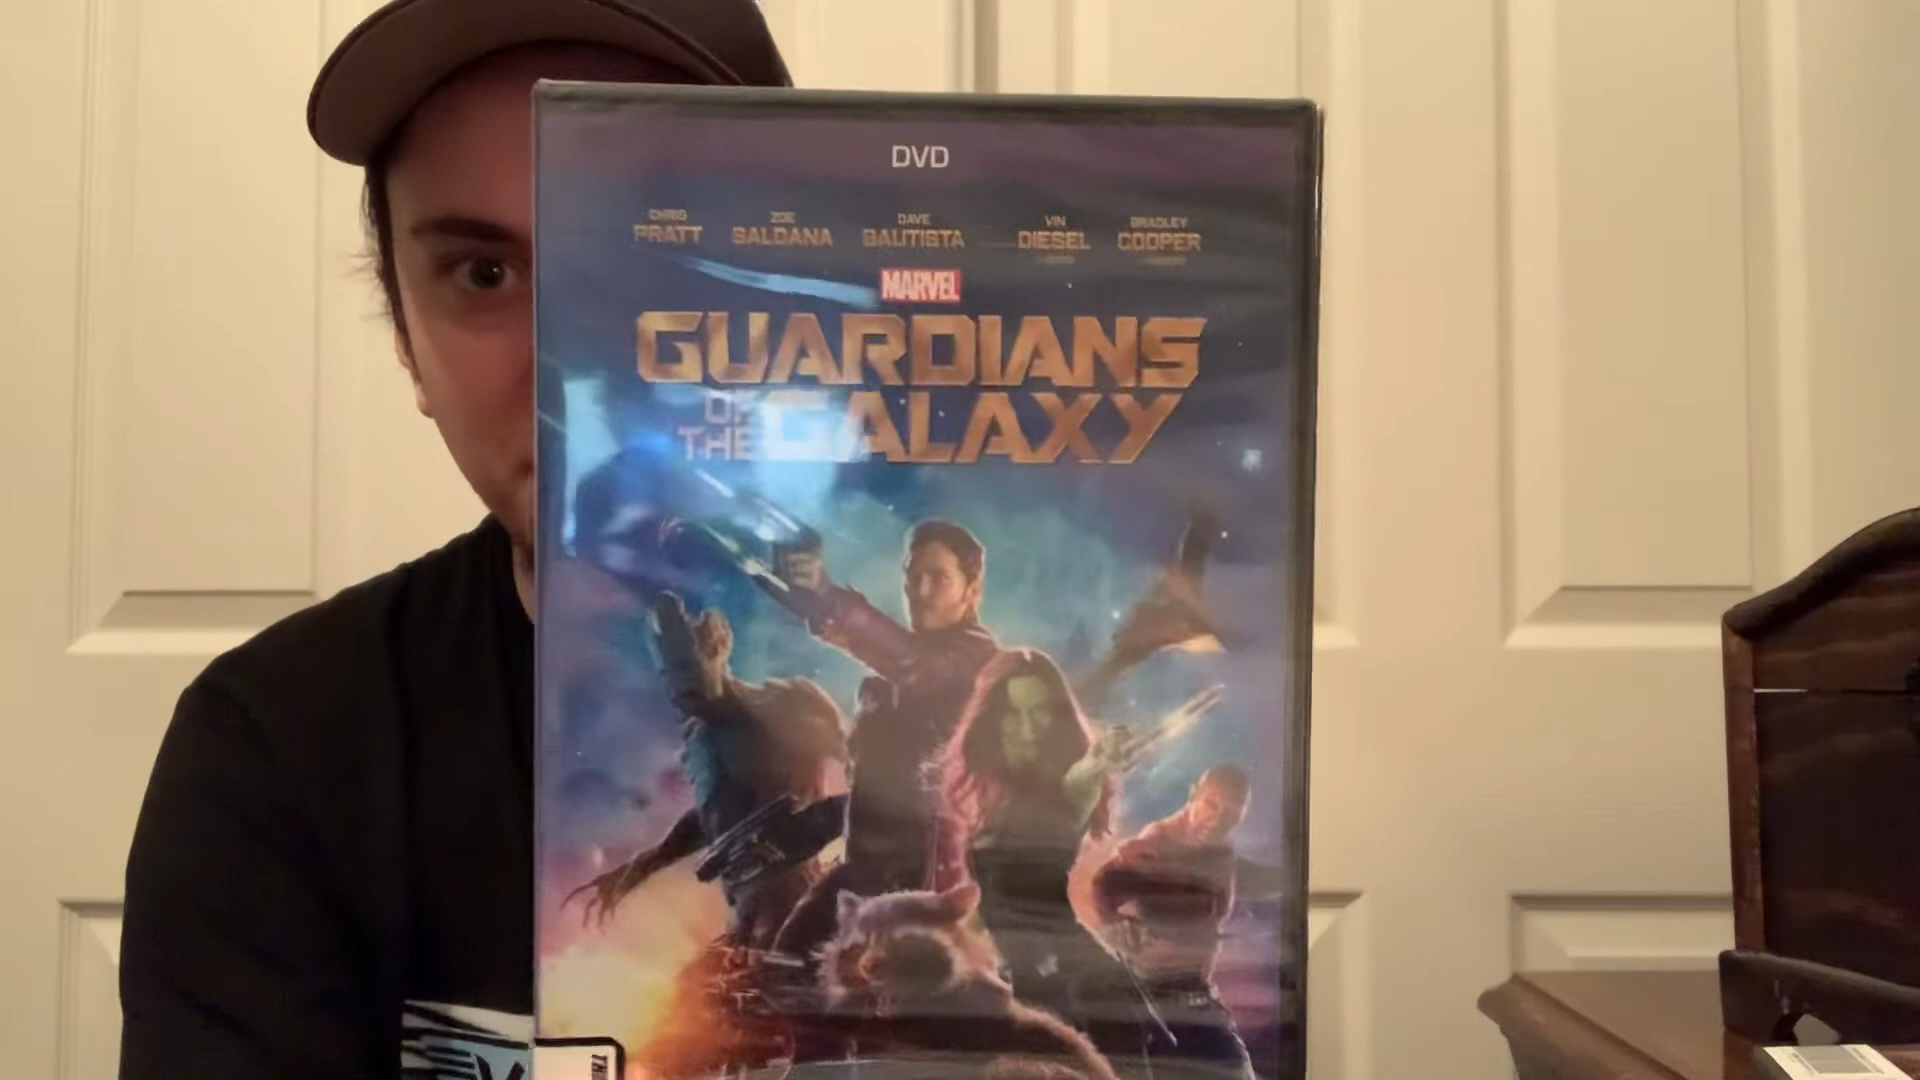 DVD
CHRIS PRATT ZOE SALDANA DAVE BAUTISTA VIN DIESEL BRADLEY COOPER
MARVEL
GUARDIANS
OF THE GALAXY